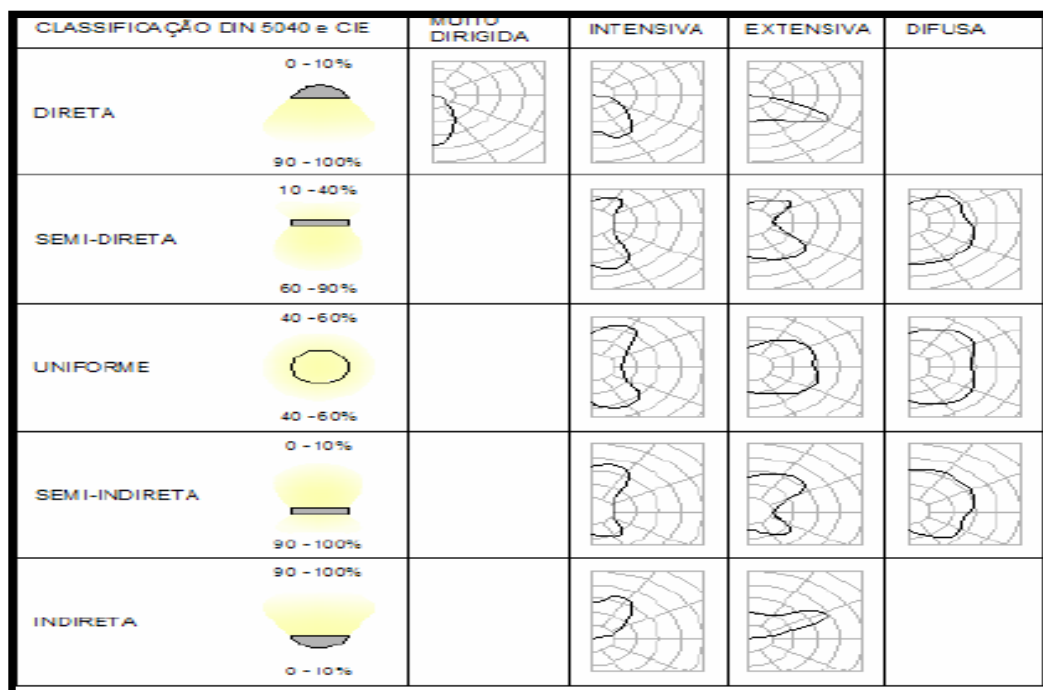 CLASSIFICAÇÃO DIN 5040 e CIE
MUITO
DIRIGIDA
INTENSIVA
EXTENSIVA
DIFUSA
0 -10%
DIRETA
90 -100%
10 -40%
SEMI-DIRETA
60 -90%
40 -60%
UNIFORME
40 -60%
0 -10%
SEMI-INDIRETA
90 -100%
90 -100%
INDIRETA
0 -10%